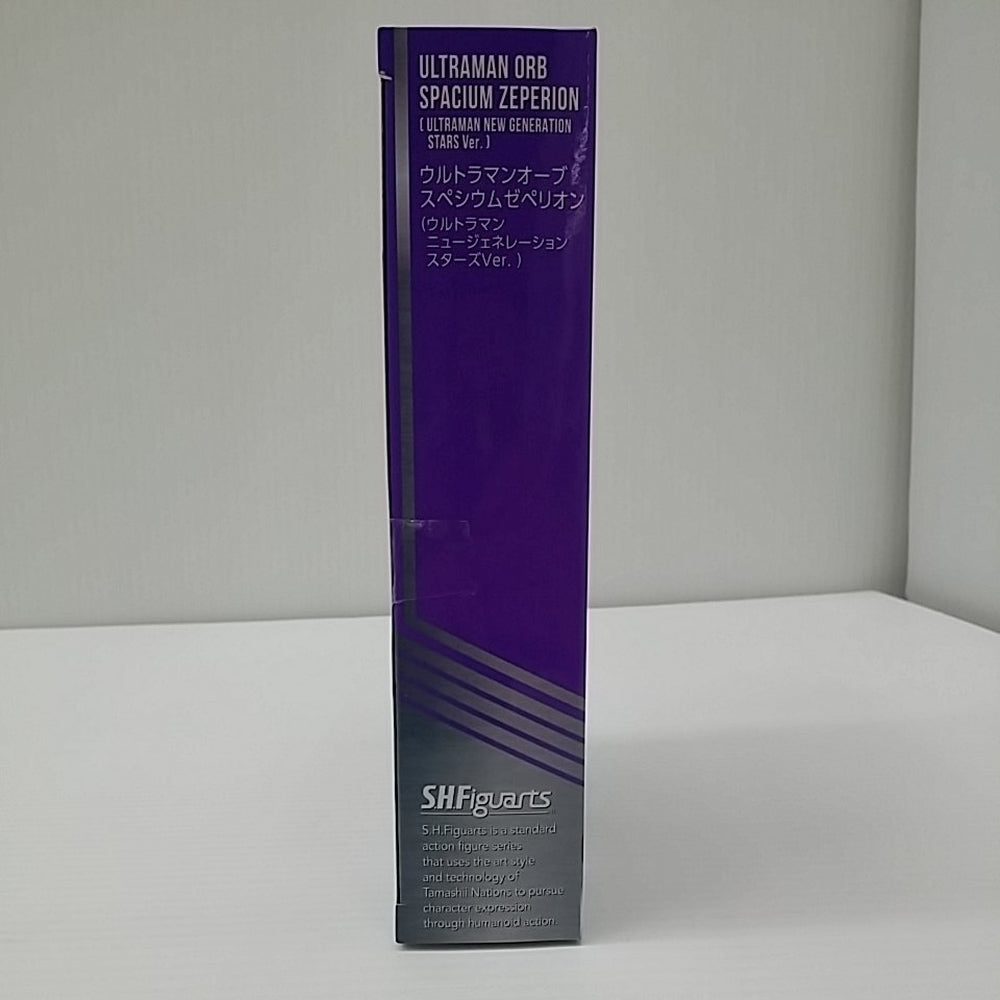 ULTRAMAN ORB
SPACIUM ZEPERION
( ULTRAMAN NEW GENERATION
STARS Ver. )
ウルトラマンオーブ
スペシウムゼペリオン
(ウルトラマン
ニュージェネレーション
スターズVer. )
S.H.Figuarts
S.H.Figuarts is a standard
action figure series
that uses the art style
and technology of
Tamashii Nations to pursue
character expression
through humanoid action.